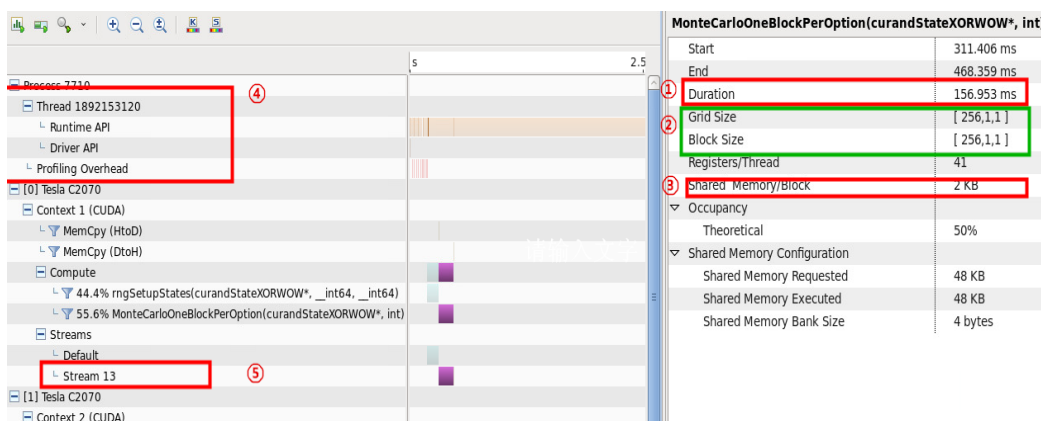 MonteCarloOneBlockPerOption(curandStateXORWOW*, int)
s 2.5
Process 7710
④
Thread 1892153120
Runtime API
Driver API
Profiling Overhead
[0] Tesla C2070
Context 1 (CUDA)
MemCpy (HtoD)
MemCpy (DtoH)
请输入文字
Compute
44.4% rngSetupStates(curandStateXORWOW*, __int64, __int64)
55.6% MonteCarloOneBlockPerOption(curandStateXORWOW*, int)
Streams
Default
Stream 13
⑤
[1] Tesla C2070
Context 2 (CUDA)
Start 311.406 ms
End 468.359 ms
① Duration 156.953 ms
② Grid Size [ 256,1,1 ]
Block Size [ 256,1,1 ]
Registers/Thread 41
③ Shared Memory/Block 2 KB
Occupancy
Theoretical 50%
Shared Memory Configuration
Shared Memory Requested 48 KB
Shared Memory Executed 48 KB
Shared Memory Bank Size 4 bytes